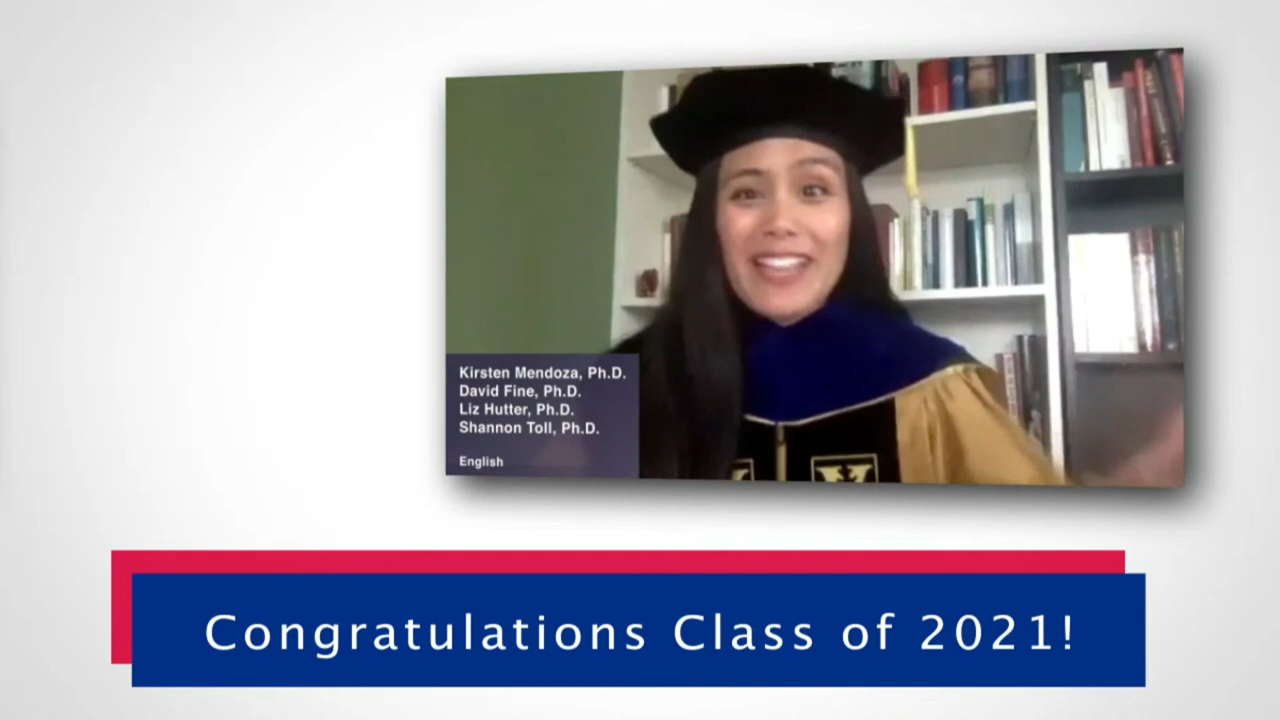 Kirsten Mendoza, Ph.D.
David Fine, Ph.D.
Liz Hutter, Ph.D.
Shannon Toll, Ph.D.
English
Congratulations Class of 2021!